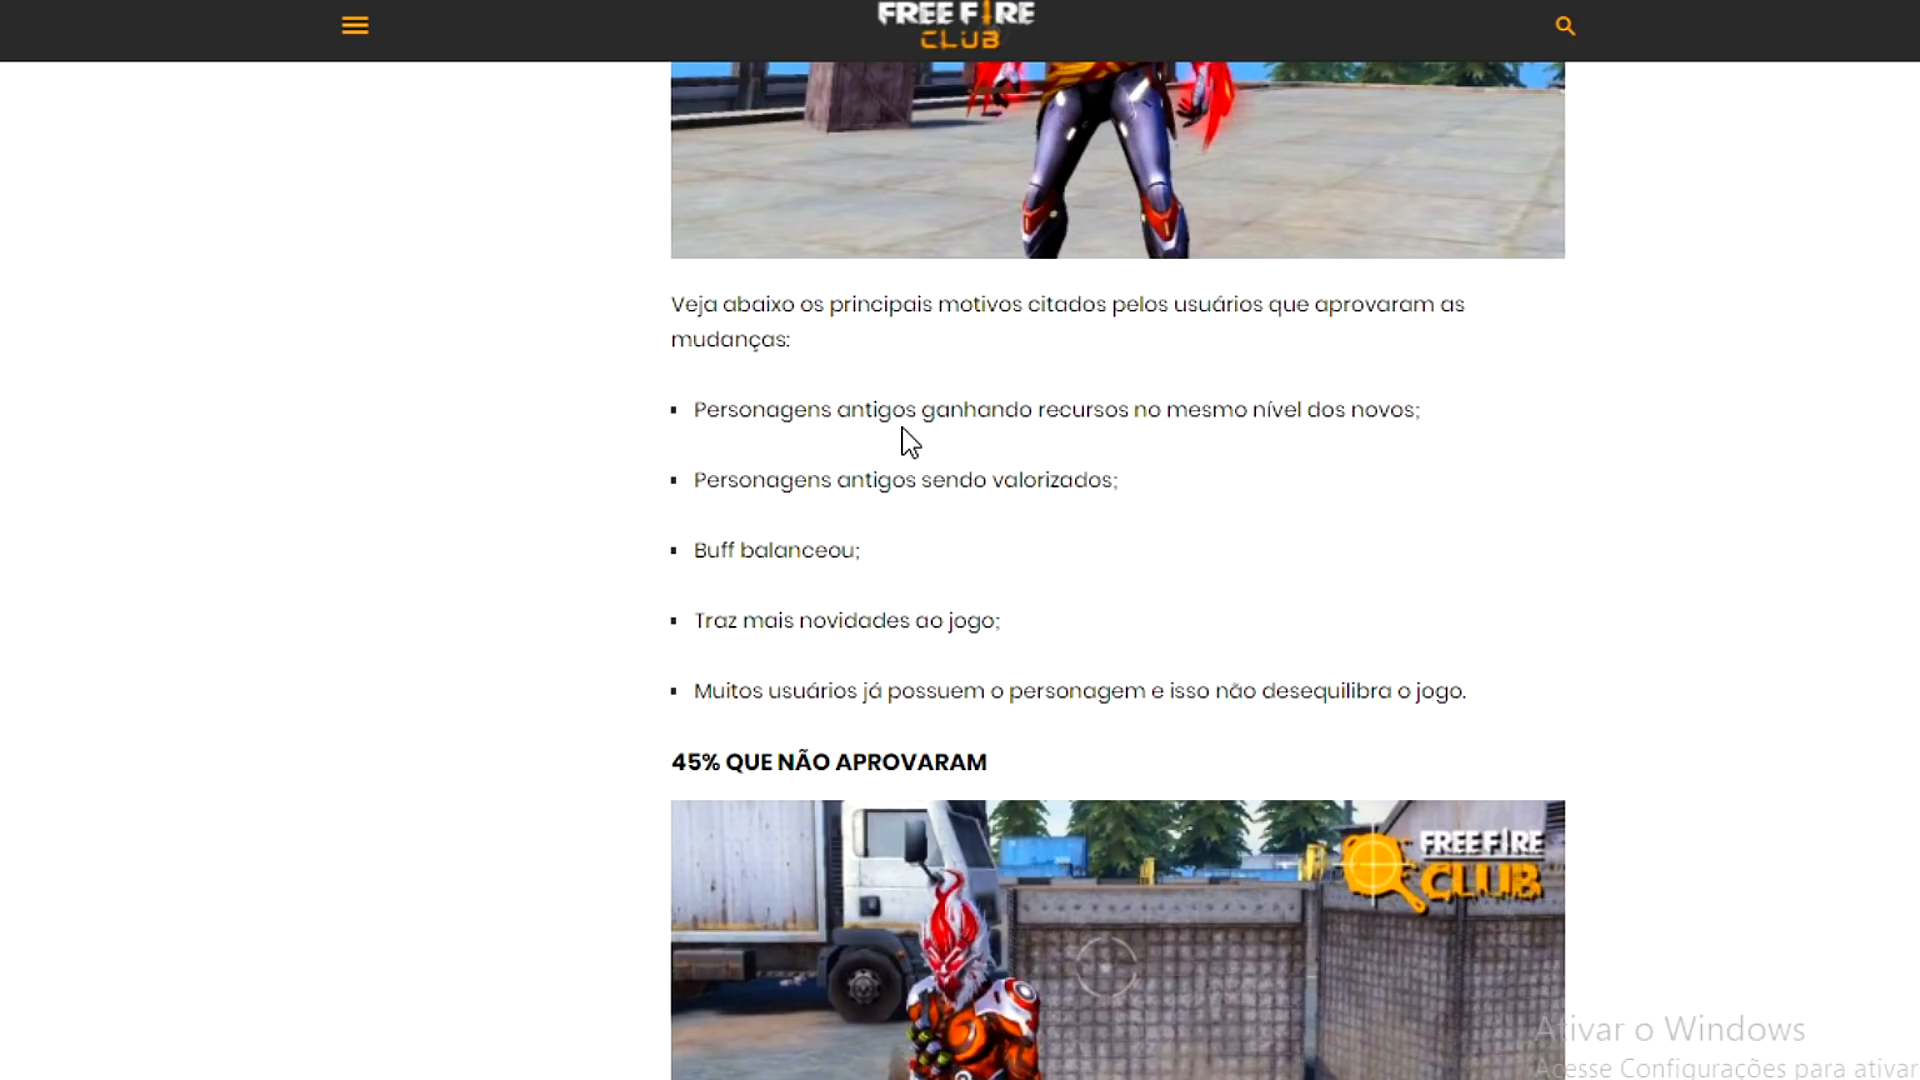 FREE FIRE
CLUB
Veja abaixo os principais motivos citados pelos usuários que aprovaram as
mudanças:
Personagens antigos ganhando recursos no mesmo nível dos novos;
Personagens antigos sendo valorizados;
Buff balanceou;
Traz mais novidades ao jogo;
Muitos usuários já possuem o personagem e isso não desequilibra o jogo.
45% QUE NÃO APROVARAM
FREE FIRE
CLUB
Ativar o Windows
Acesse Configurações para ativar